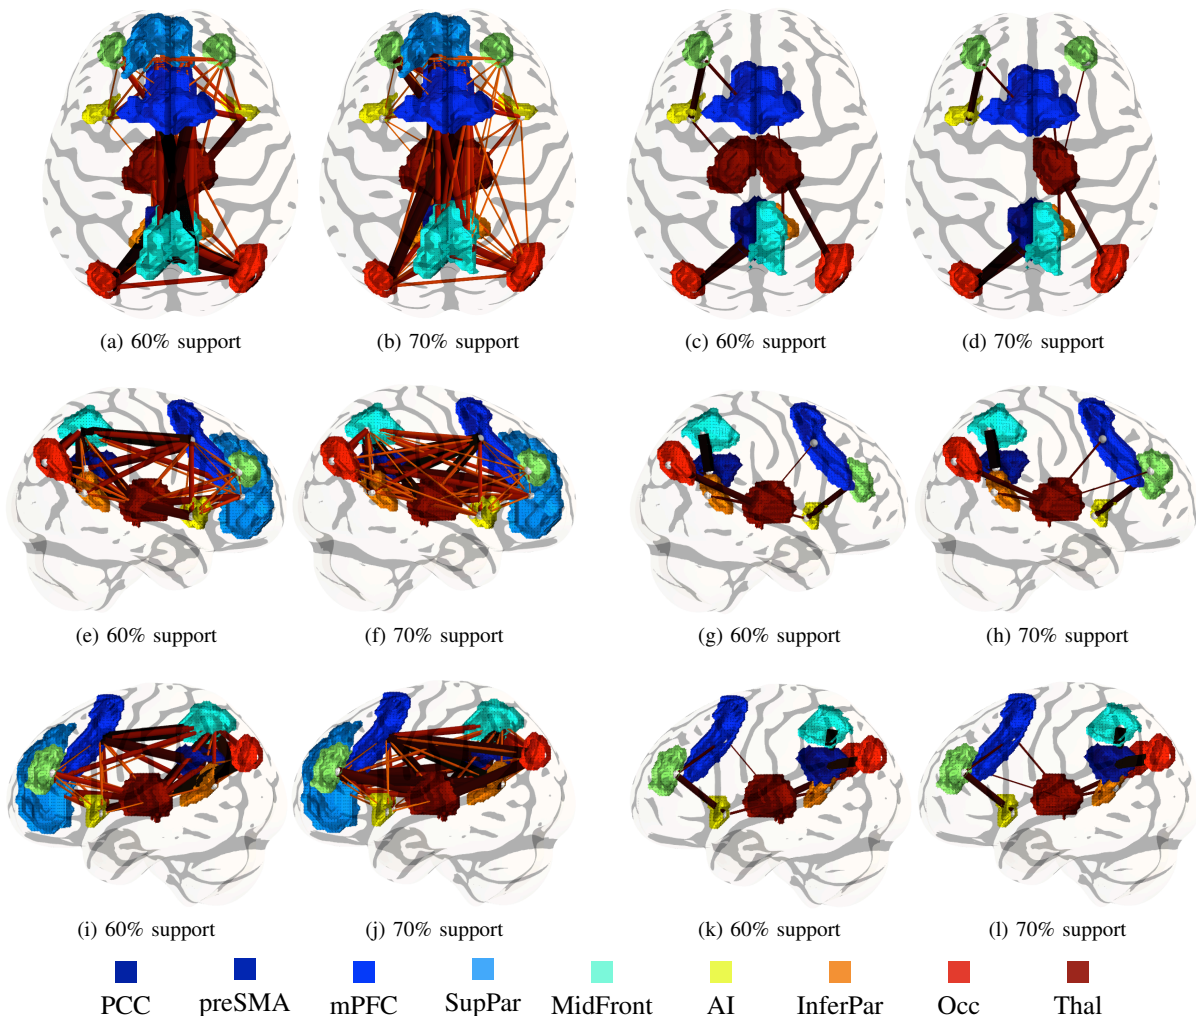 (a) 60% support
(b) 70% support
(c) 60% support
(d) 70% support
(e) 60% support
(f) 70% support
(g) 60% support
(h) 70% support
(i) 60% support
(j) 70% support
(k) 60% support
(l) 70% support
PCC
preSMA
mPFC
SupPar
MidFront
AI
InferPar
Occ
Thal